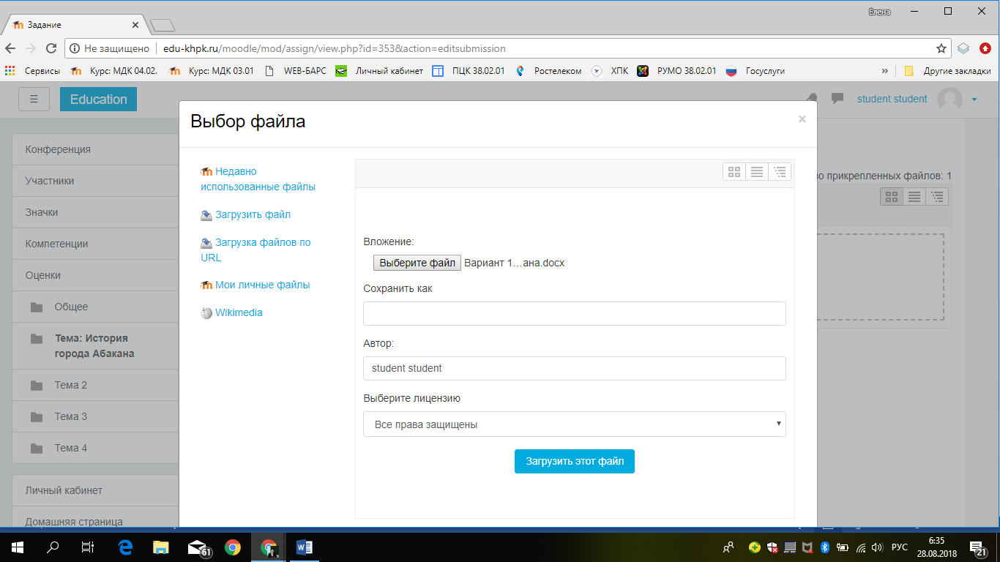 Елена
Задание
Не защищено
edu-khpk.ru/moodle/mod/assign/view.php?id=353&action=editsubmission
Сервисы
Курс: МДК 04.02.
Курс: МДК 03.01
WEB-БАРС
Личный кабинет
ПЦК 38.02.01
Ростелеком
ХПК
РУМО 38.02.01
Госуслуги
»
Другие закладки
Education
student student
Выбор файла
×
Конференция
Участники
Значки
Компетенции
Оценки
Общее
Тема: История
города Абакана
Тема 2
Тема 3
Тема 4
Личный кабинет
Домашняя страница
Недавно
использованные файлы
Загрузить файл
Загрузка файлов по
URL
Мои личные файлы
Wikimedia
прикрепленных файлов: 1
Вложение:
Выберите файл Вариант 1...ана.docx
Сохранить как
Автор:
student student
Выберите лицензию
Все права защищены
Загрузить этот файл
61
РУС
6:35
28.08.2018
21